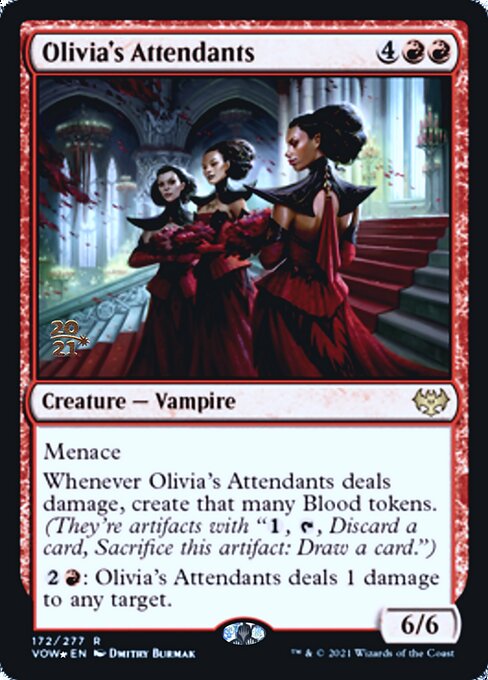 Olivia's Attendants 4
20
21*
Creature — Vampire
Menace
Whenever Olivia's Attendants deals
damage, create that many Blood tokens.
(They're artifacts with “1, , Discard a
card, Sacrifice this artifact: Draw a card.”)
2 : Olivia's Attendants deals 1 damage
to any target.
6/6
172/277 R
VOW★EN Dmitry Burmak
™ & © 2021 Wizards of the Coast